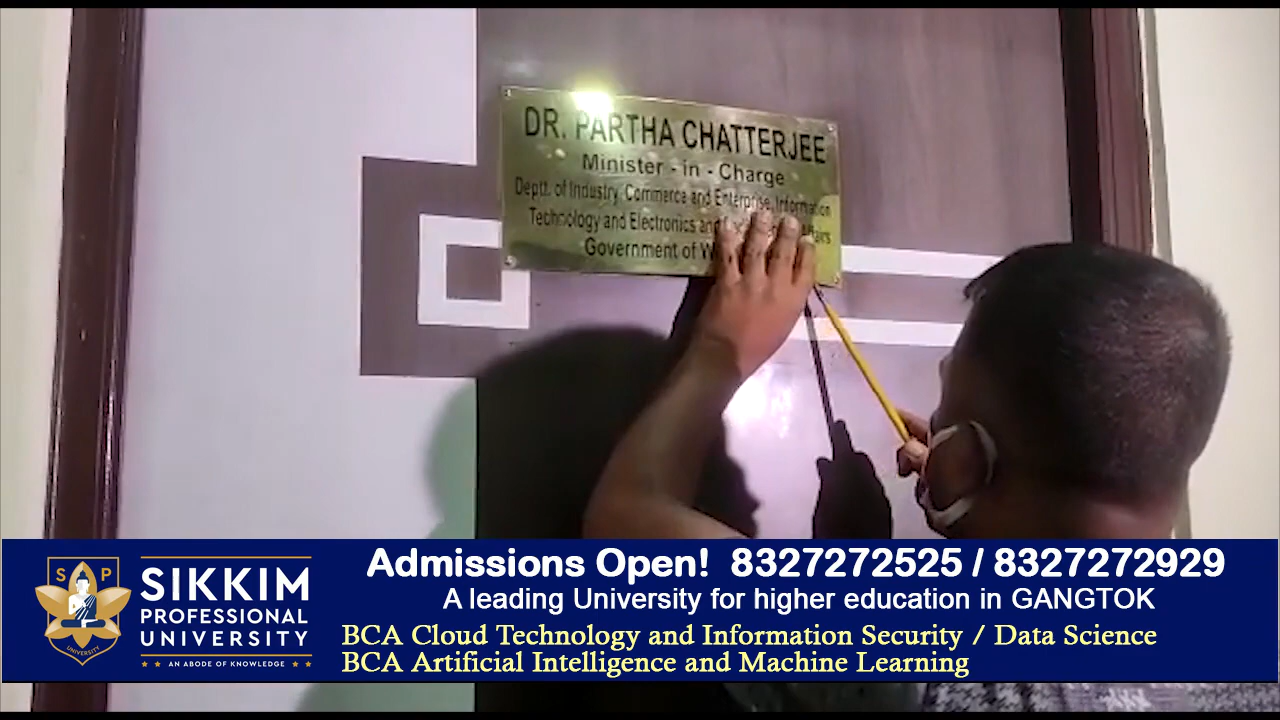 DR. PARTHA CHATTERJEE
Minister - in - Charge
Deptt. of Industry, Commerce and Enterprise, Information
Technology and Electronics and
Government of
S P
UNIVERSITY
SIKKIM
PROFESSIONAL
UNIVERSITY
AN ABODE OF KNOWLEDGE
Admissions Open! 8327272525 / 8327272929
A leading University for higher education in GANGTOK
BCA Cloud Technology and Information Security / Data Science
BCA Artificial Intelligence and Machine Learning